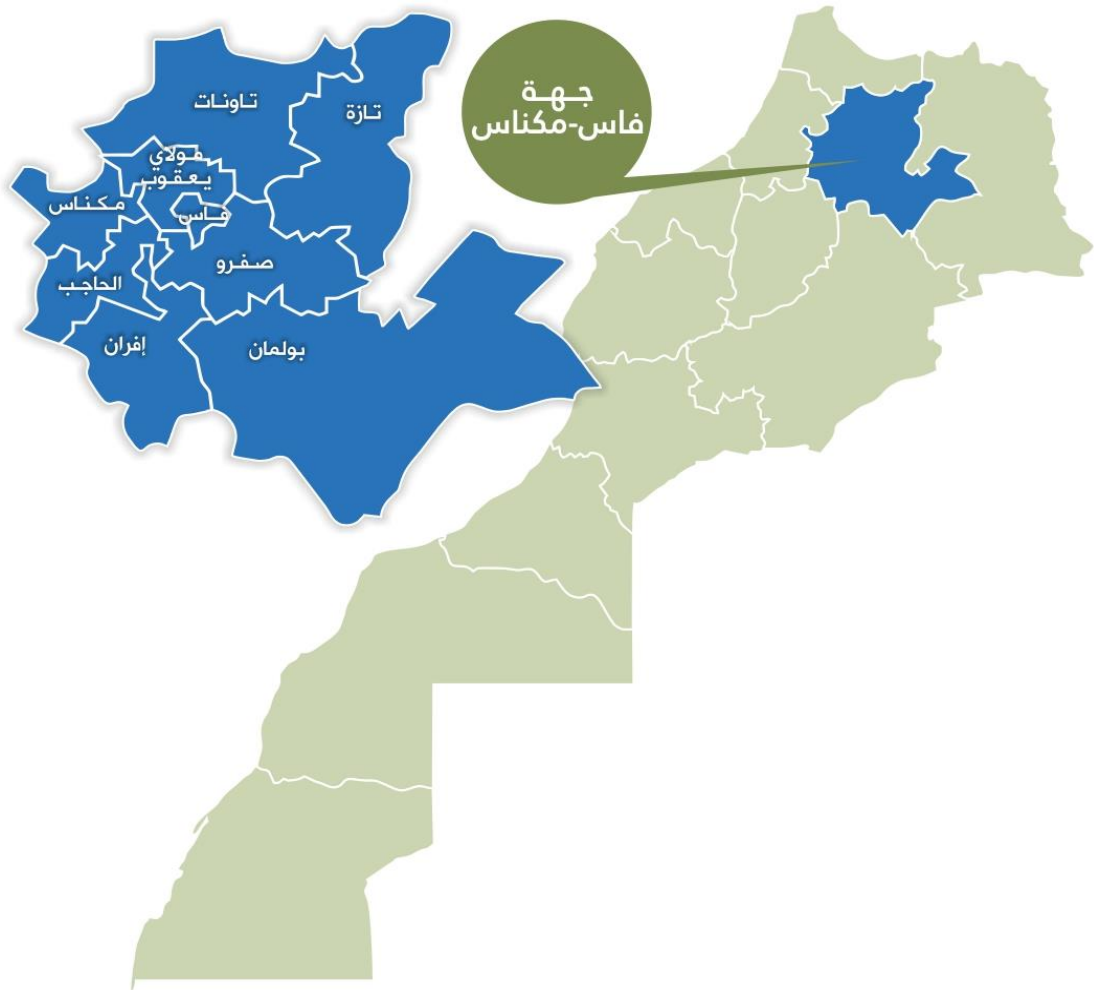 جهة
فاس-مكناس
تازة
تاونات
مولاي
يعقوب
مكناس
فاس
صفرو
الحاجب
إفران
بولمان